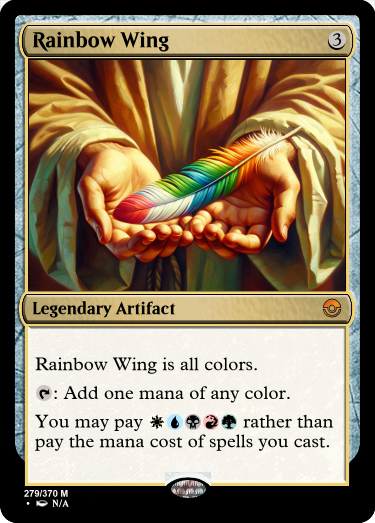 Rainbow Wing 3
Legendary Artifact
Rainbow Wing is all colors.
: Add one mana of any color.
You may pay rather than
pay the mana cost of spells you cast.
279/370 M
• N/A